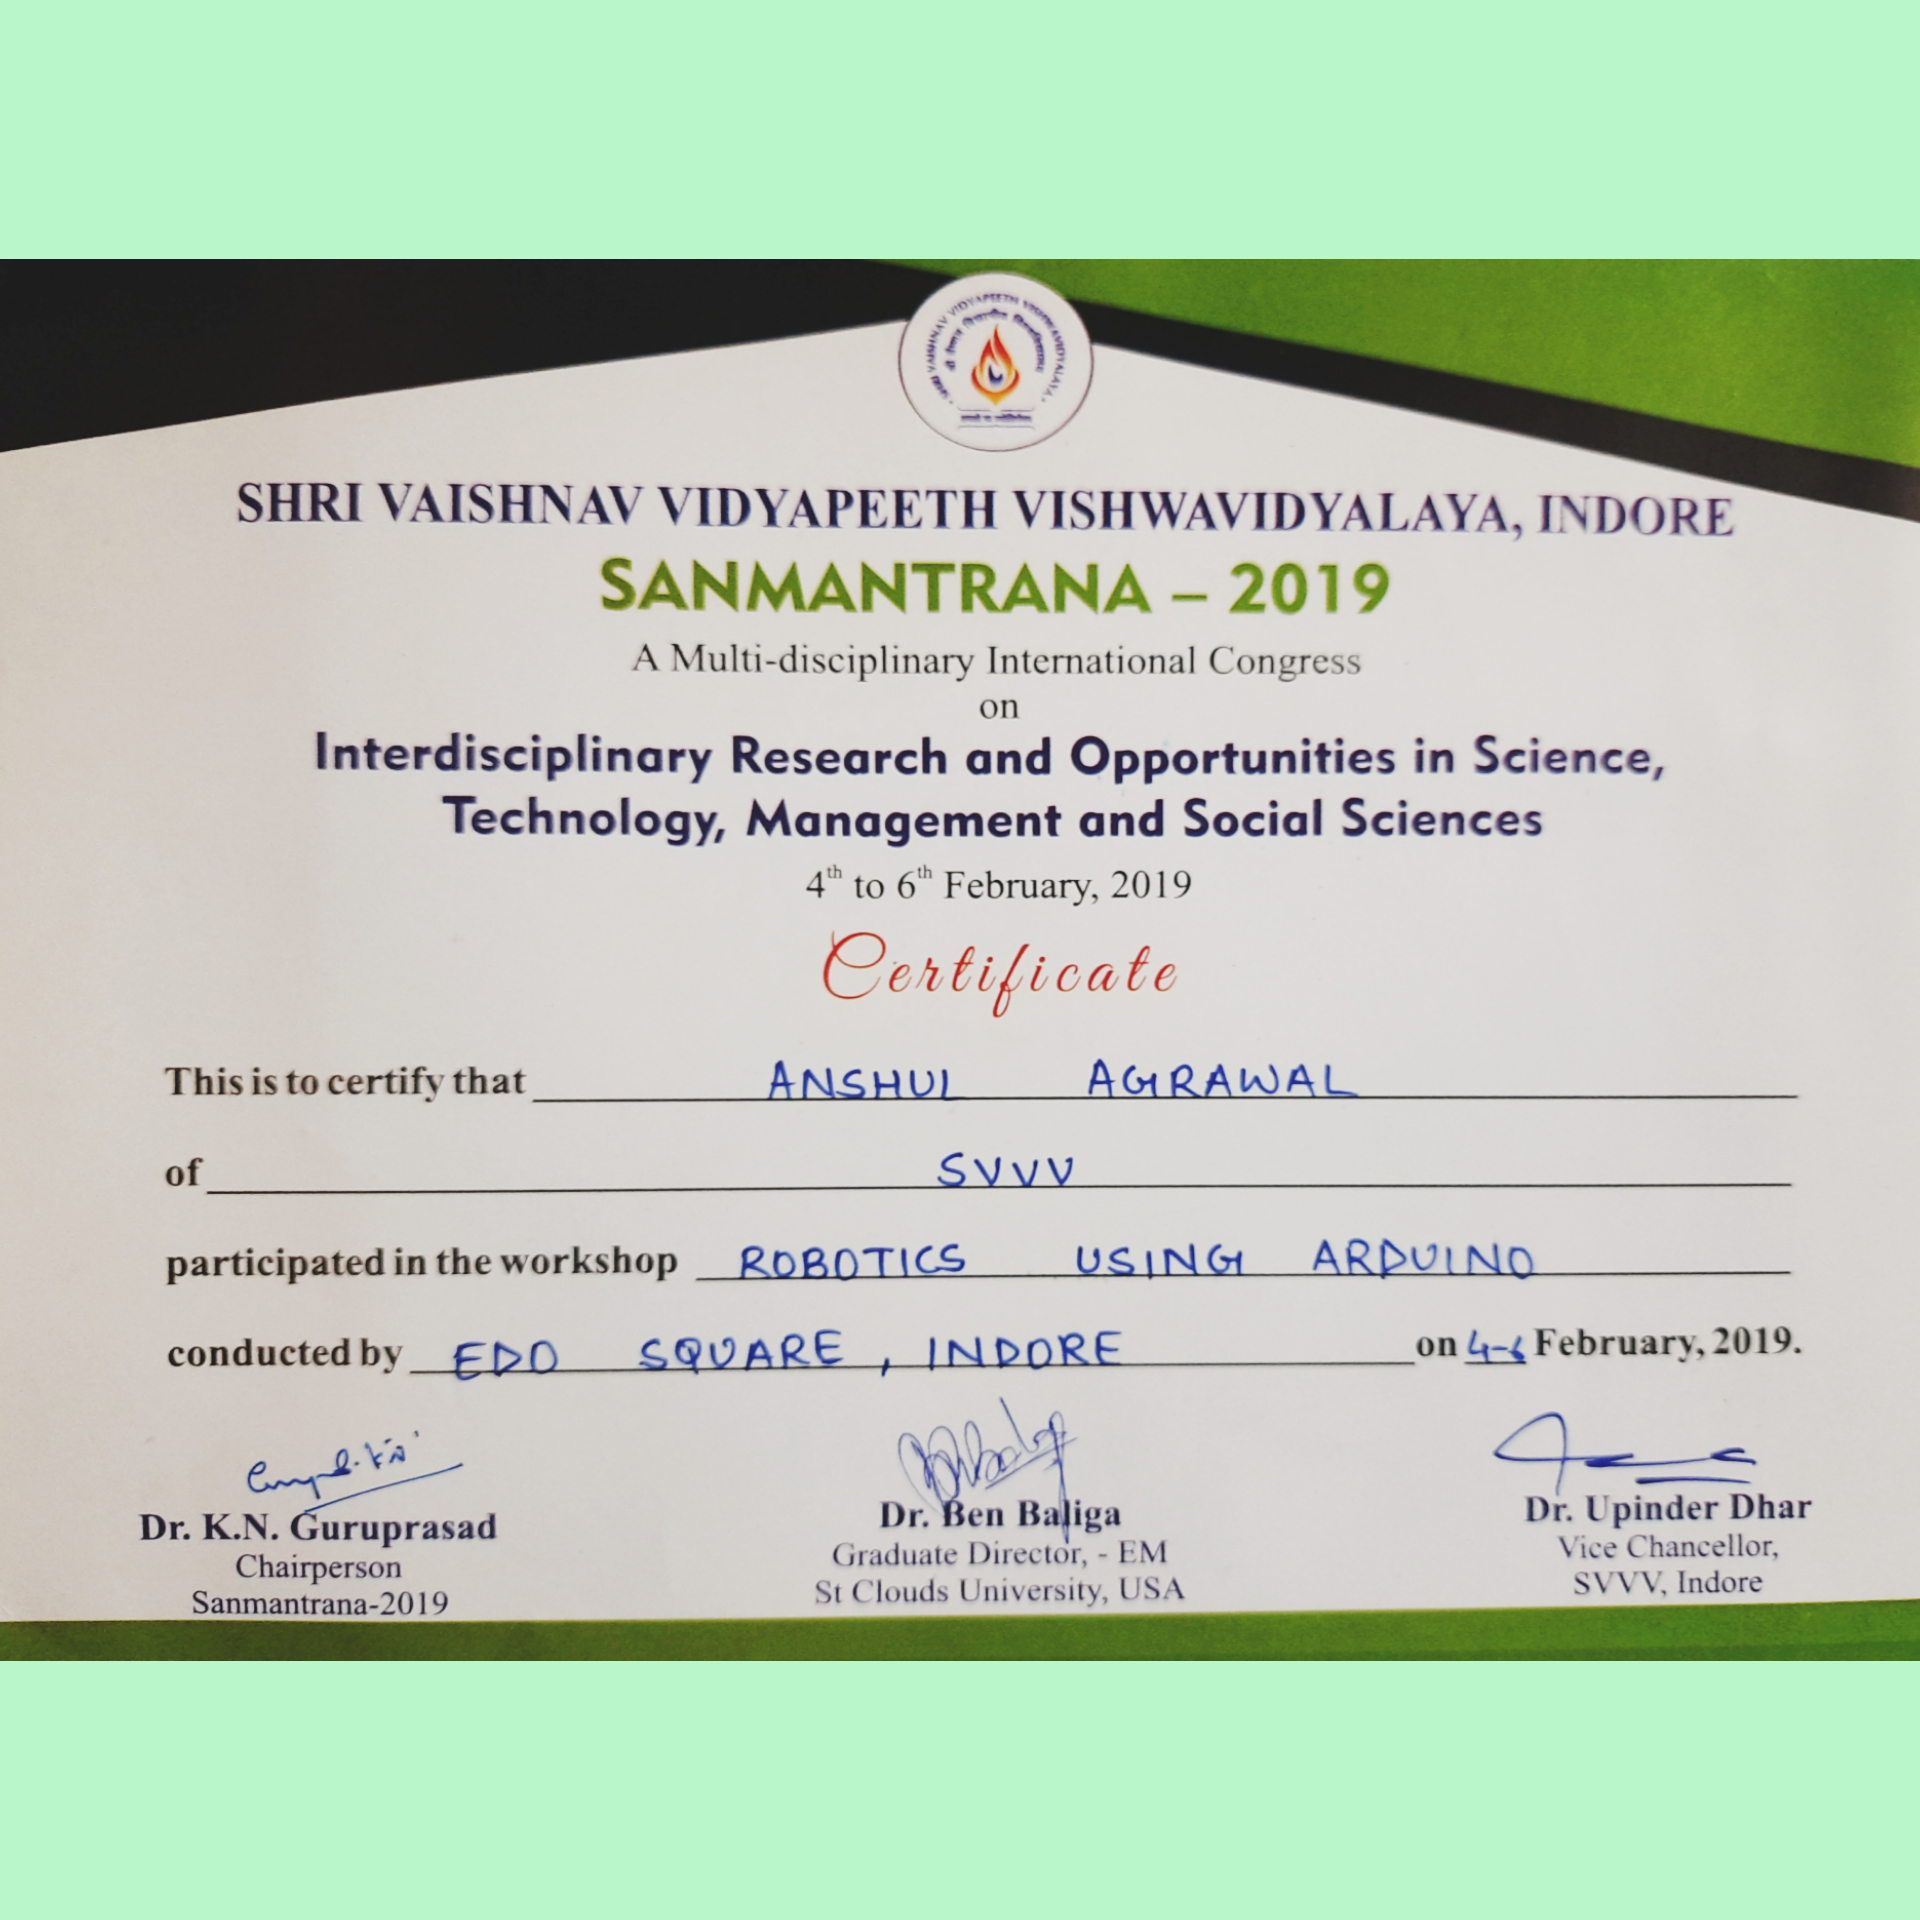 SHRI VAISHNAV VIDYAPEETH VISHWAVIDYALAYA
SHRI VAISHNAV VIDYAPEETH VISHWAVIDYALAYA, INDORE
SANMANTRANA – 2019
A Multi-disciplinary International Congress
on
Interdisciplinary Research and Opportunities in Science,
Technology, Management and Social Sciences
4th to 6th February, 2019
Certificate
This is to certify that ANSHUL AGRAWAL
of SVVV
participated in the workshop ROBOTICS USING ARDUINO
conducted by EDO SQUARE, INDORE on 4-6 February, 2019.
Dr. K.N. Guruprasad
Chairperson
Sanmantrana-2019
Dr. Ben Baliga
Graduate Director, - EM
St Clouds University, USA
Dr. Upinder Dhar
Vice Chancellor,
SVVV, Indore